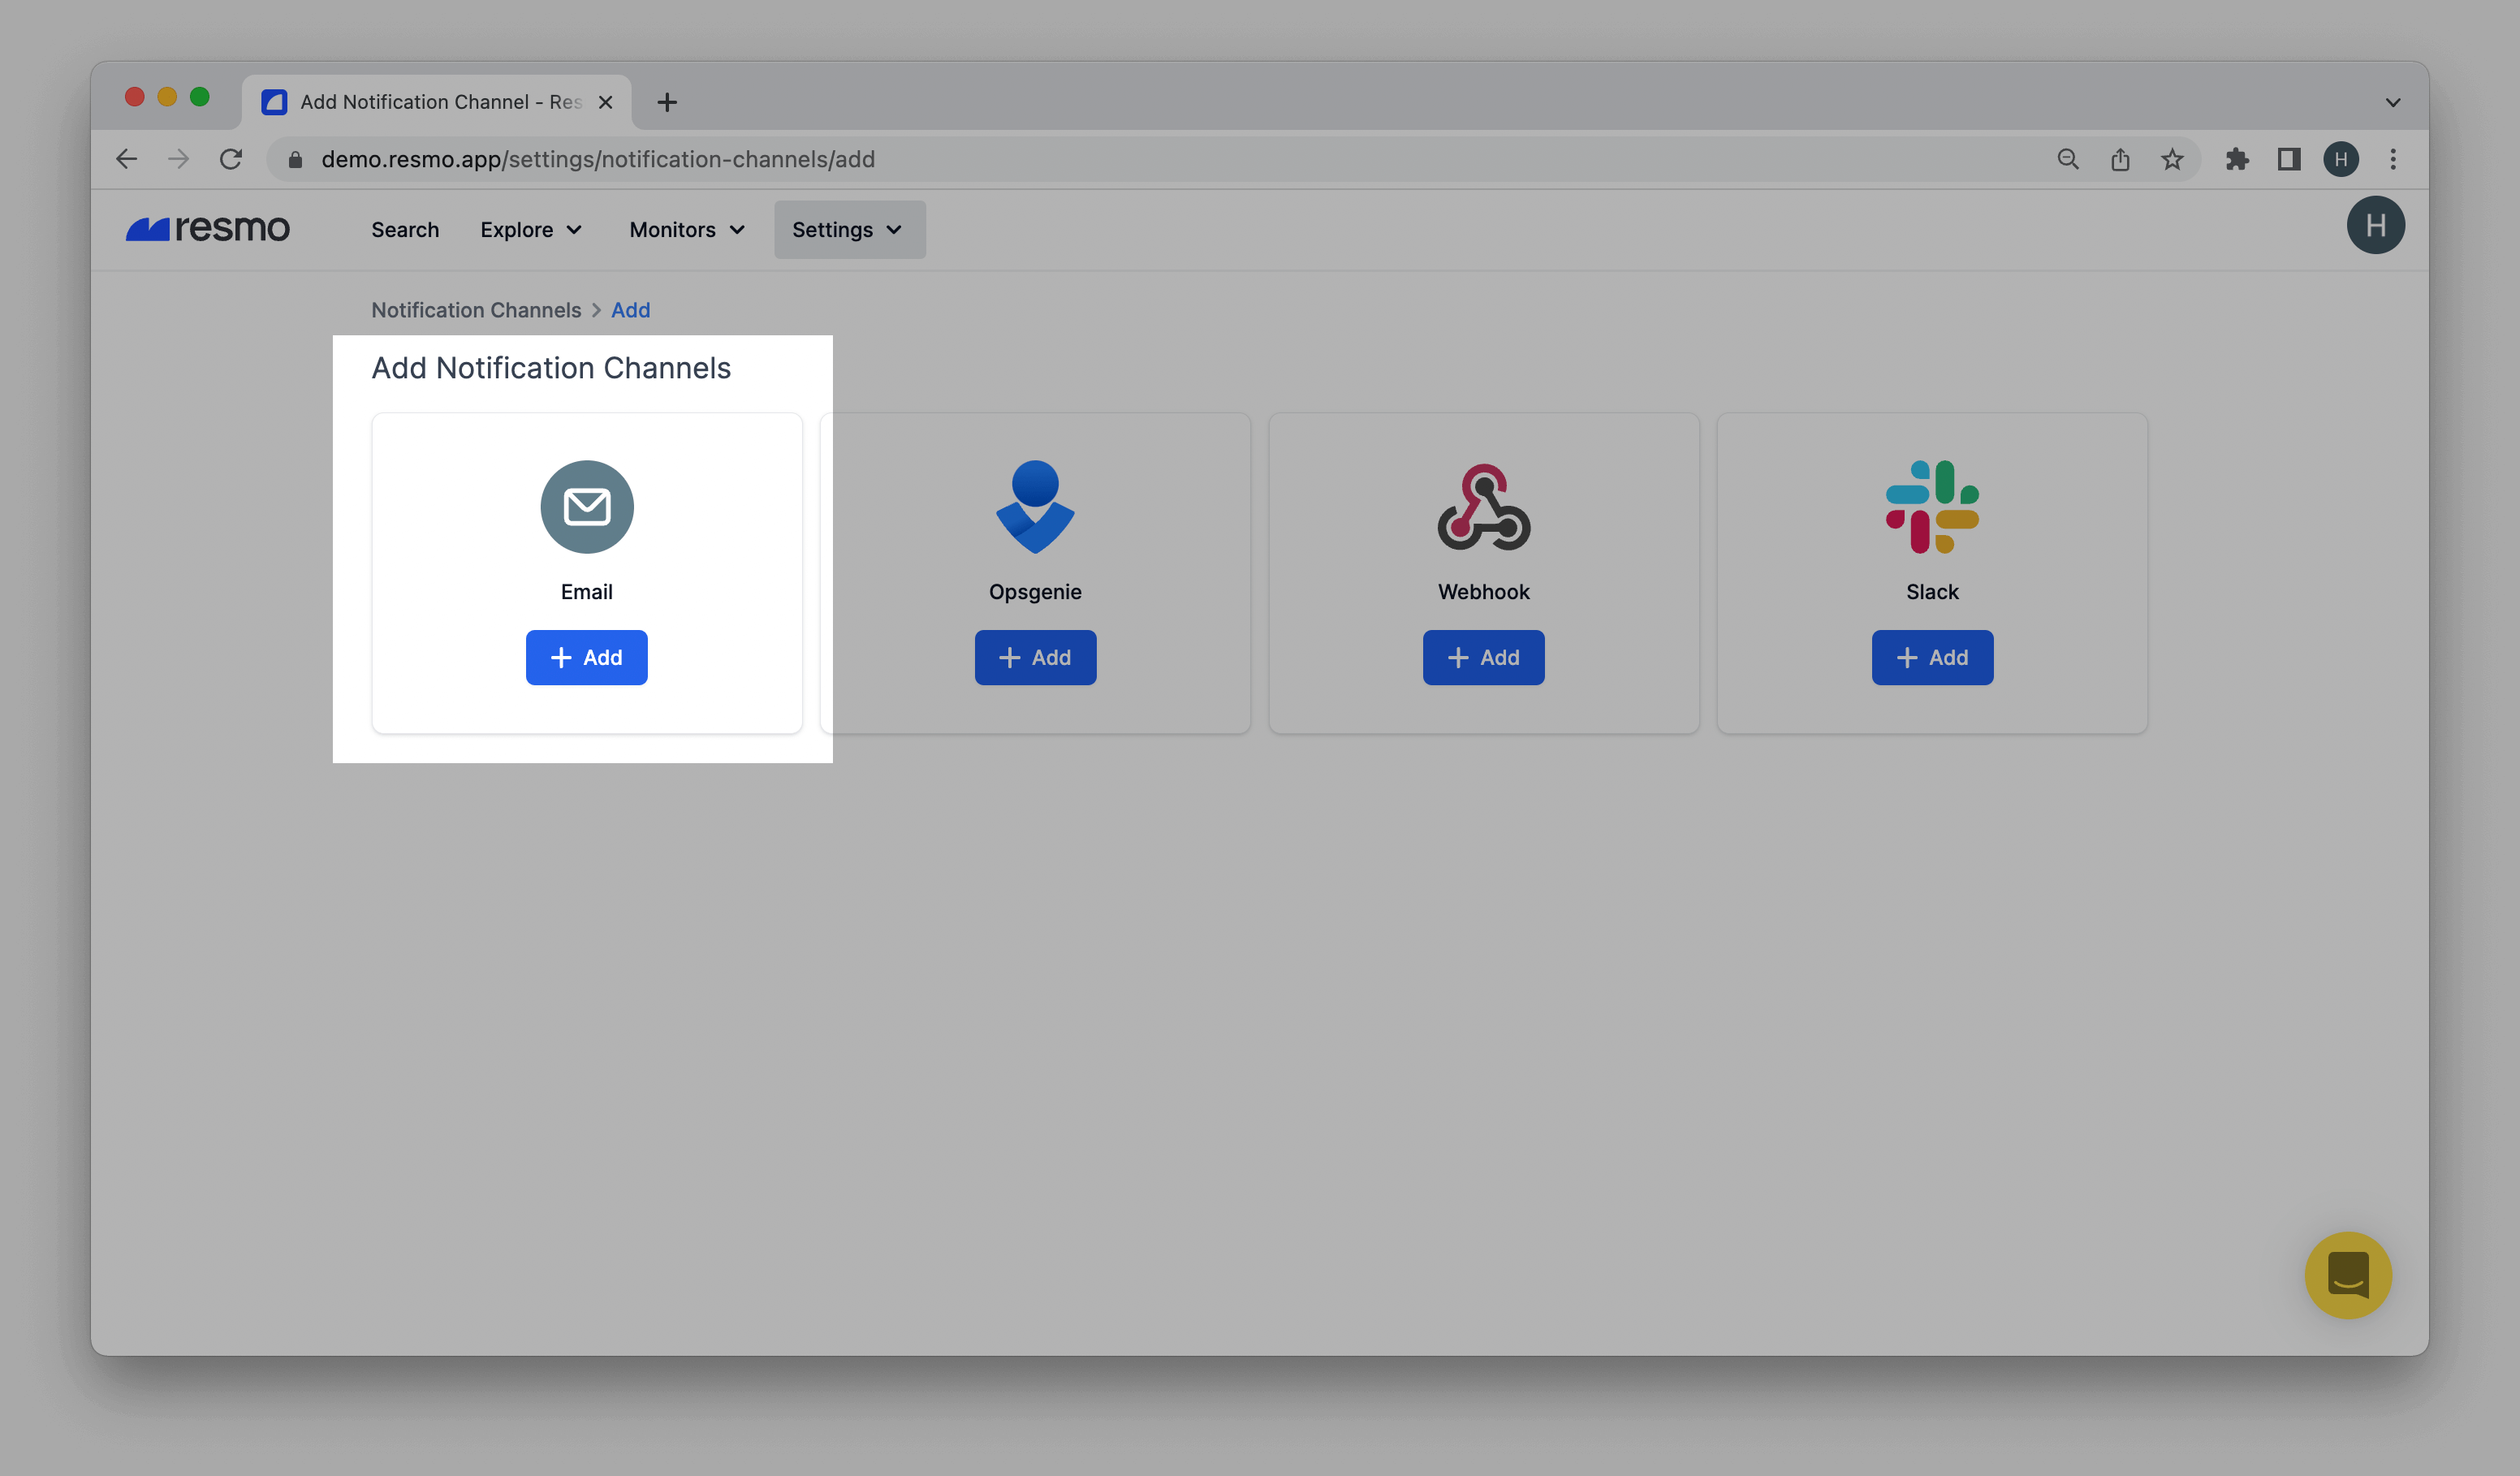 Add Notification Channel - Res
demo.resmo.app/settings/notification-channels/add
H
resmo
Search
Explore
Monitors
Settings
H
Notification Channels > Add
Add Notification Channels
Email
Opsgenie
Webhook
Slack
+ Add
+ Add
+ Add
+ Add